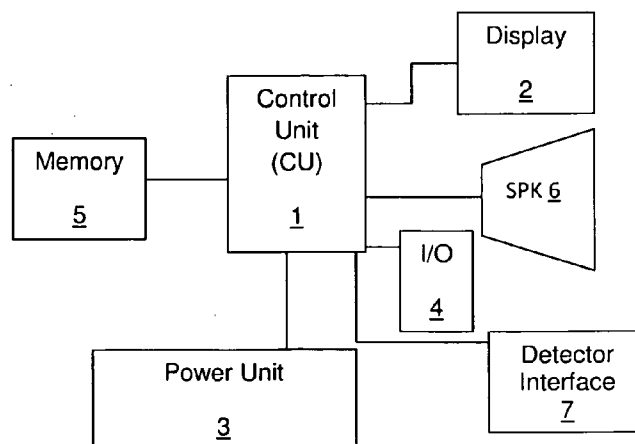 Display
2
Control
Unit
(CU)
1
Memory
5
SPK 6
I/O
4
Power Unit
3
Detector
Interface
7